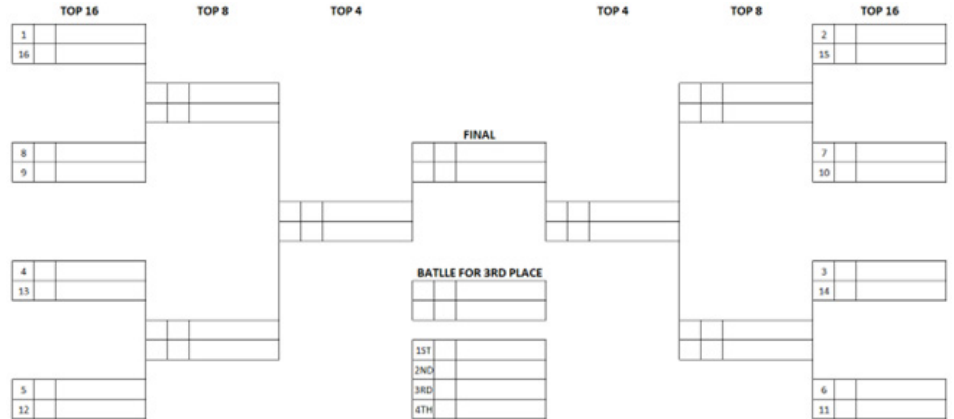 TOP 16 TOP 8 TOP 4 TOP 4 TOP 8 TOP 16
1 2
16 15
FINAL
8 7
9 10
4 3
13 14
BATLLE FOR 3RD PLACE
1ST
2ND
5 3RD 6
12 4TH 11